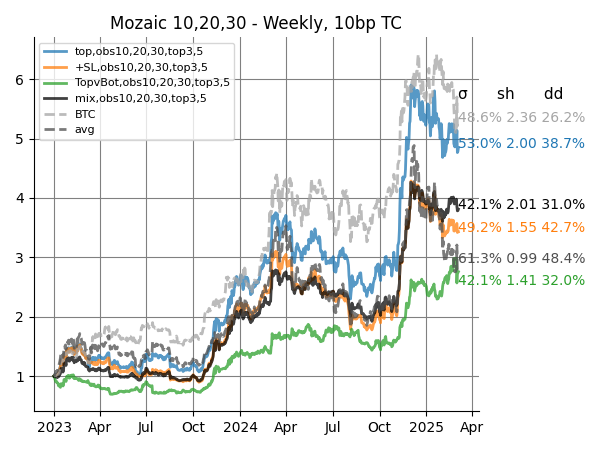 Mozaic 10,20,30 - Weekly, 10bp TC
top,obs10,20,30,top3,5
+SL,obs10,20,30,top3,5
TopvBot,obs10,20,30,top3,5
mix,obs10,20,30,top3,5
BTC
avg
σ sh dd
48.6% 2.36 26.2%
53.0% 2.00 38.7%
42.1% 2.01 31.0%
49.2% 1.55 42.7%
61.3% 0.99 48.4%
42.1% 1.41 32.0%
6
5
4
3
2
1
2023 Apr Jul Oct 2024 Apr Jul Oct 2025 Apr